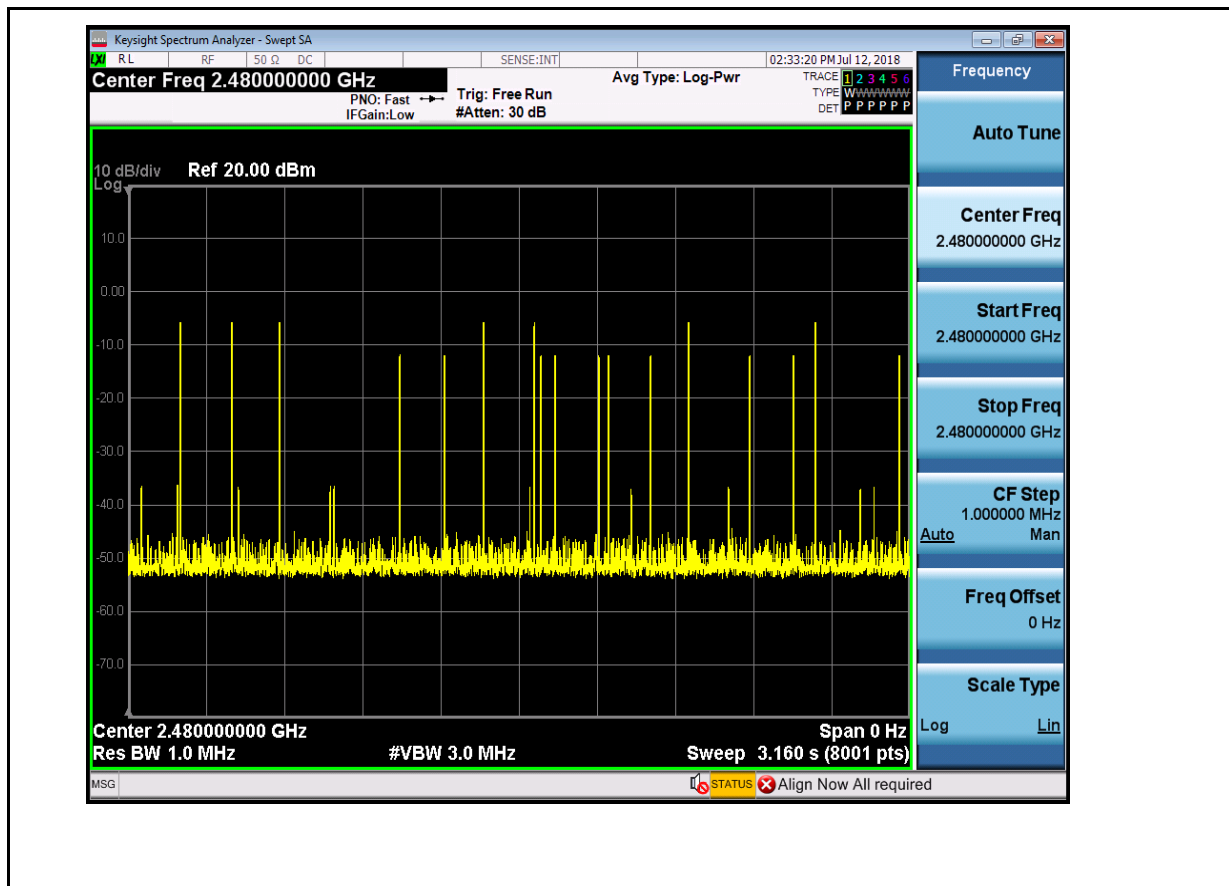 Keysight Spectrum Analyzer - Swept SA
LXI RL RF 50 Ω DC SENSE:INT 02:33:20 PM Jul 12, 2018
Center Freq 2.480000000 GHz
PNO: Fast
IFGain:Low
Trig: Free Run
#Atten: 30 dB
Avg Type: Log-Pwr
TRACE 1 2 3 4 5 6
TYPE WWWWWW
DET P P P P P P
10 dB/div Ref 20.00 dBm
Log
10.0
0.00
-10.0
-20.0
-30.0
-40.0
-50.0
-60.0
-70.0
Center 2.480000000 GHz Span 0 Hz
Res BW 1.0 MHz #VBW 3.0 MHz Sweep 3.160 s (8001 pts)
MSG STATUS Align Now All required
Frequency
Auto Tune
Center Freq
2.480000000 GHz
Start Freq
2.480000000 GHz
Stop Freq
2.480000000 GHz
CF Step
1.000000 MHz
Auto Man
Freq Offset
0 Hz
Scale Type
Log Lin